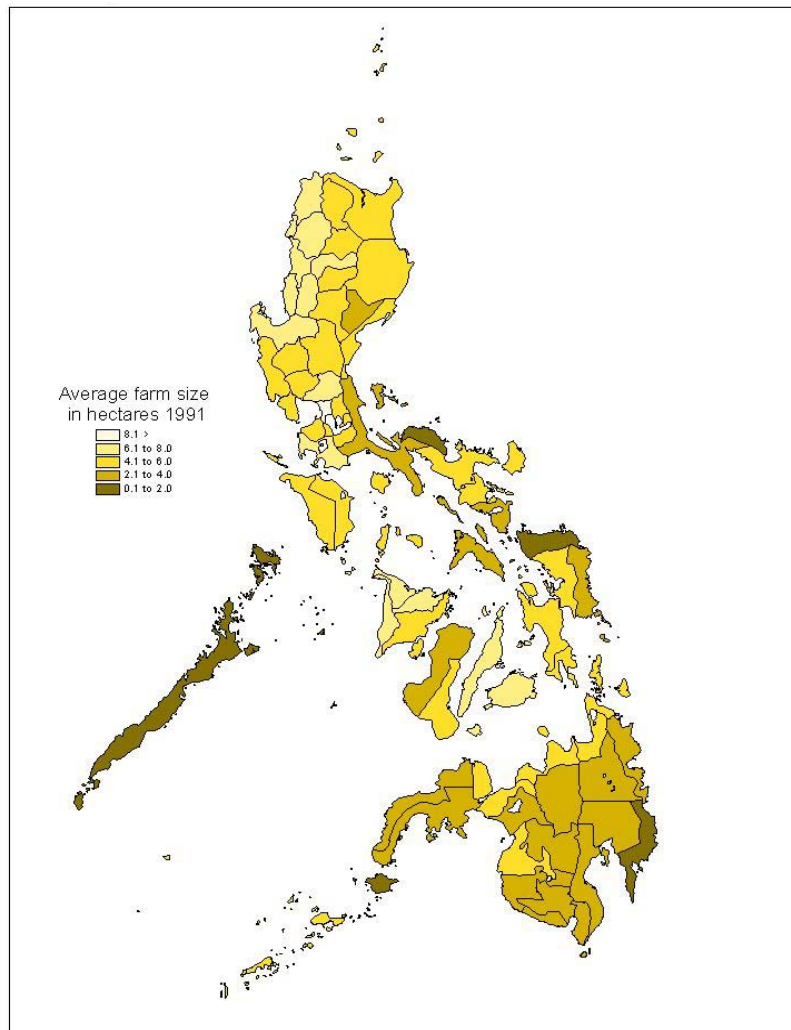 Average farm size
in hectares 1991
8.1 >
6.1 to 8.0
4.1 to 6.0
2.1 to 4.0
0.1 to 2.0